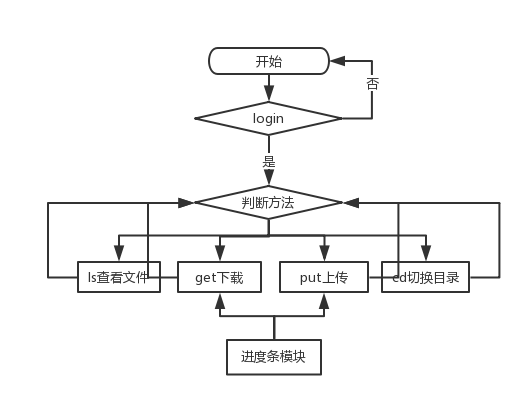 开始
否
login
是
判断方法
ls查看文件
get下载
put上传
cd切换目录
进度条模块